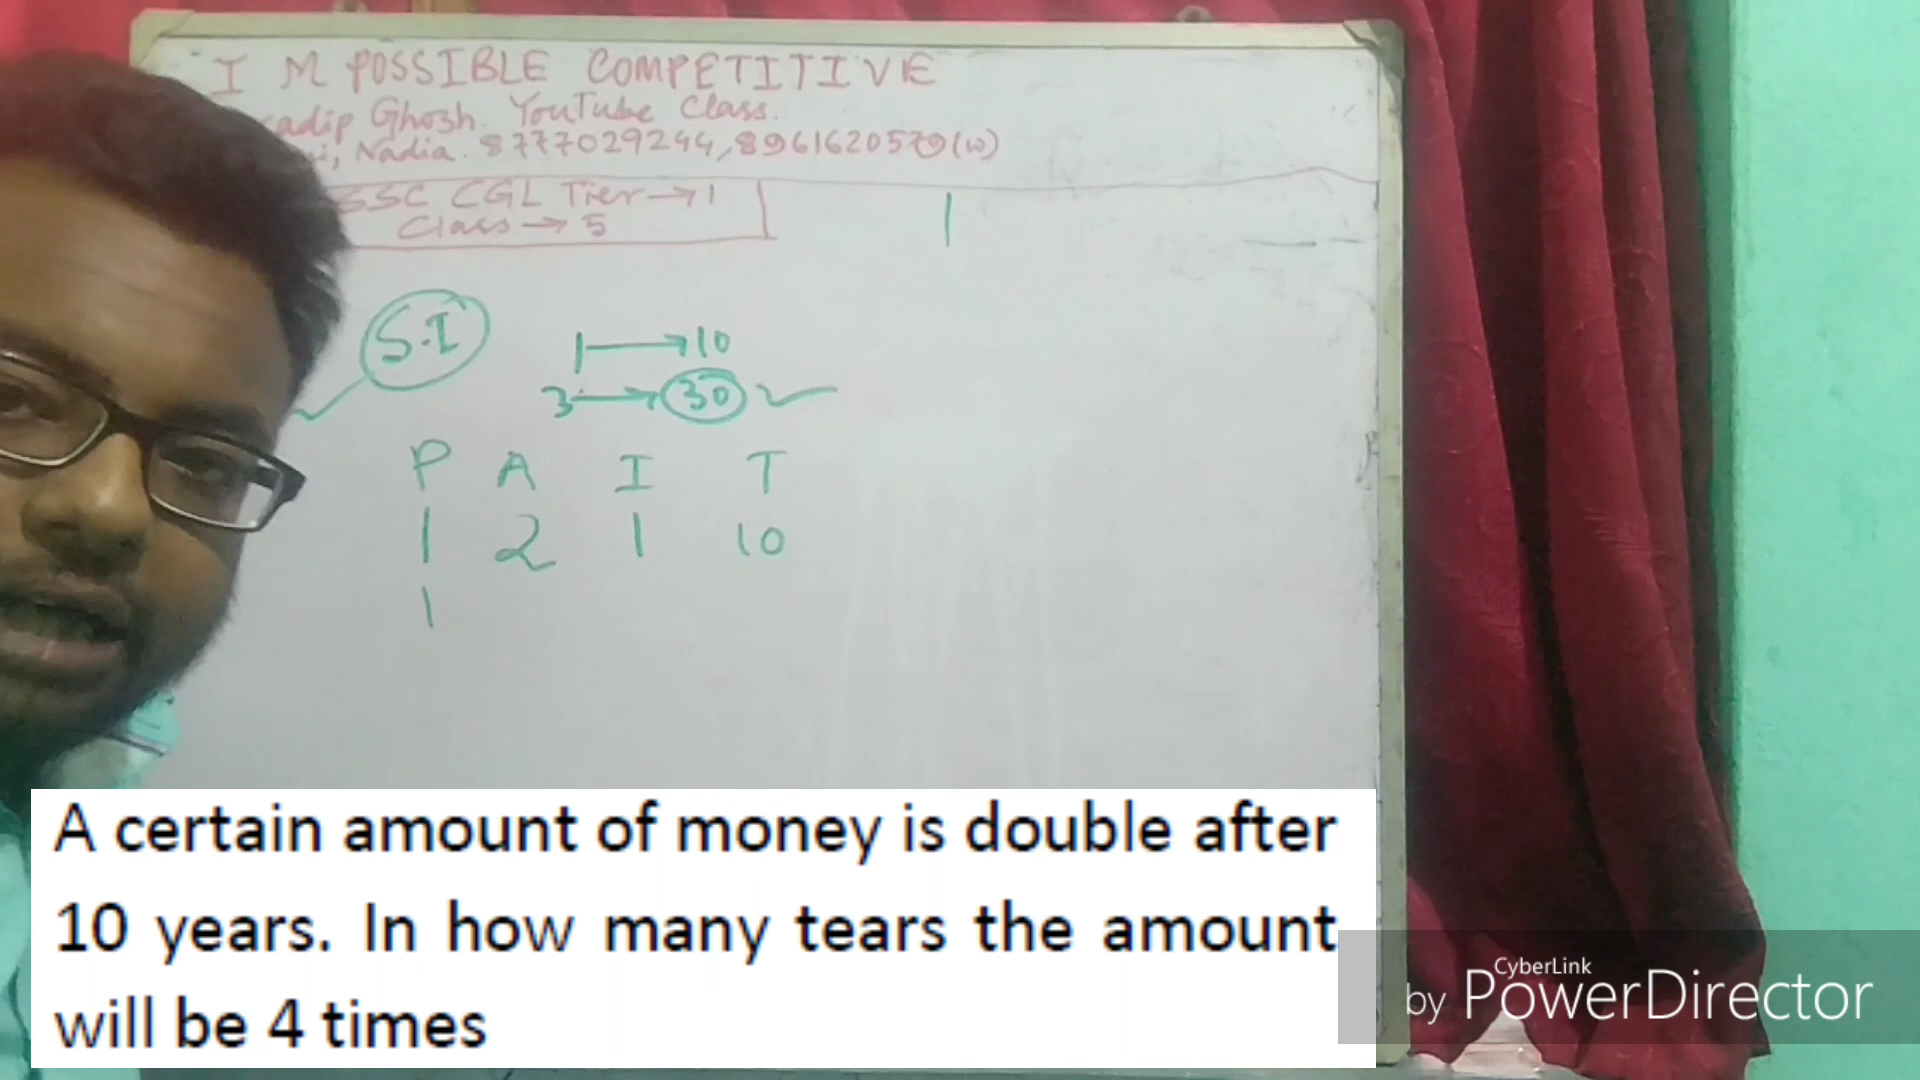 I M POSSIBLE COMPETITIVE
Ghosh. YouTube Class.
Nadia. 8777029244,8961620579(W)
SSC CGL Tier→1
Class→5
S.I
1→10
3→30
P A I T
1 2 1 10
1
A certain amount of money is double after
10 years. In how many tears the amount
will be 4 times
CyberLink
by PowerDirector